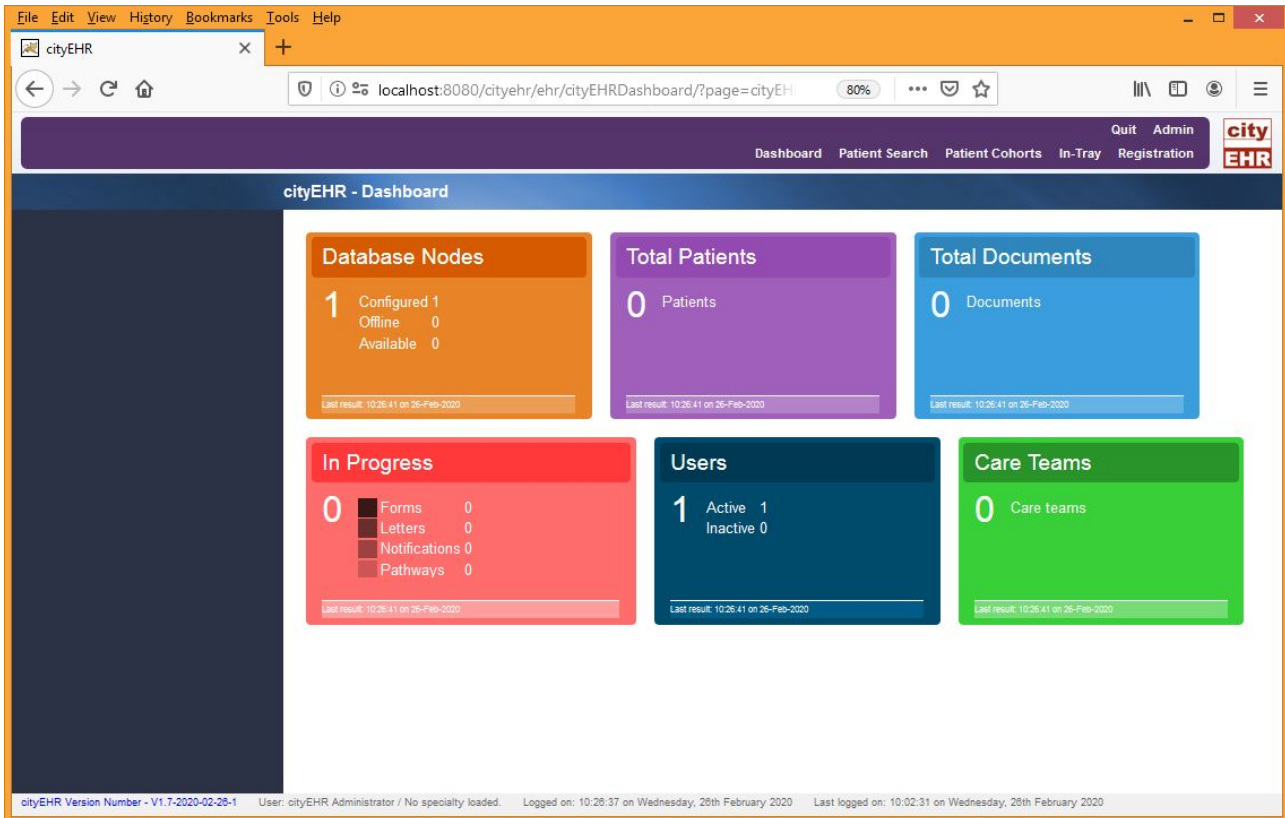 File Edit View History Bookmarks Tools Help
cityEHR
localhost:8080/cityehr/ehr/cityEHRDashboard/?page=cityEH 80%
Quit Admin
Dashboard Patient Search Patient Cohorts In-Tray Registration
city
EHR
cityEHR - Dashboard
Database Nodes
1 Configured 1
Offline 0
Available 0
Last result: 10:26:41 on 26-Feb-2020
Total Patients
0 Patients
Last result: 10:26:41 on 26-Feb-2020
Total Documents
0 Documents
Last result: 10:26:41 on 26-Feb-2020
In Progress
0 Forms 0
Letters 0
Notifications 0
Pathways 0
Last result: 10:26:41 on 26-Feb-2020
Users
1 Active 1
Inactive 0
Last result: 10:26:41 on 26-Feb-2020
Care Teams
0 Care teams
Last result: 10:26:41 on 26-Feb-2020
cityEHR Version Number - V1.7-2020-02-26-1 User: cityEHR Administrator / No specialty loaded. Logged on: 10:26:37 on Wednesday, 26th February 2020 Last logged on: 10:02:31 on Wednesday, 26th February 2020